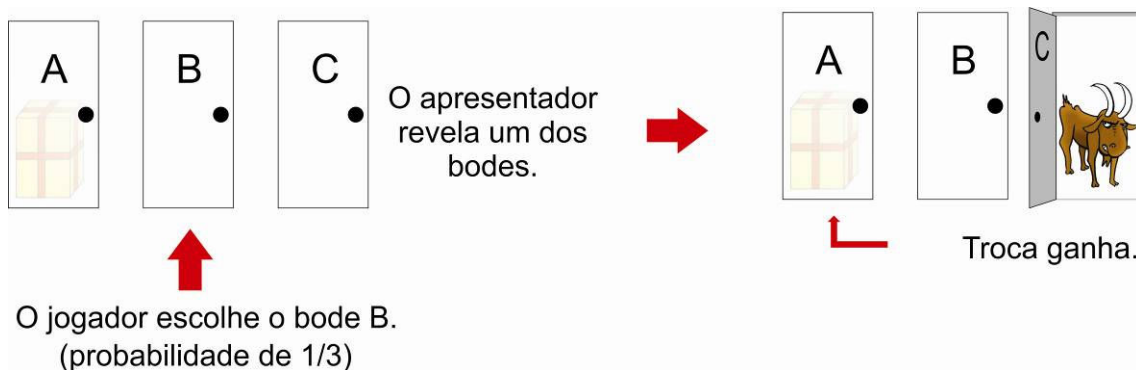 A
B
C
O apresentador
revela um dos
bodes.
A
B
C
Troca ganha.
O jogador escolhe o bode B.
(probabilidade de 1/3)